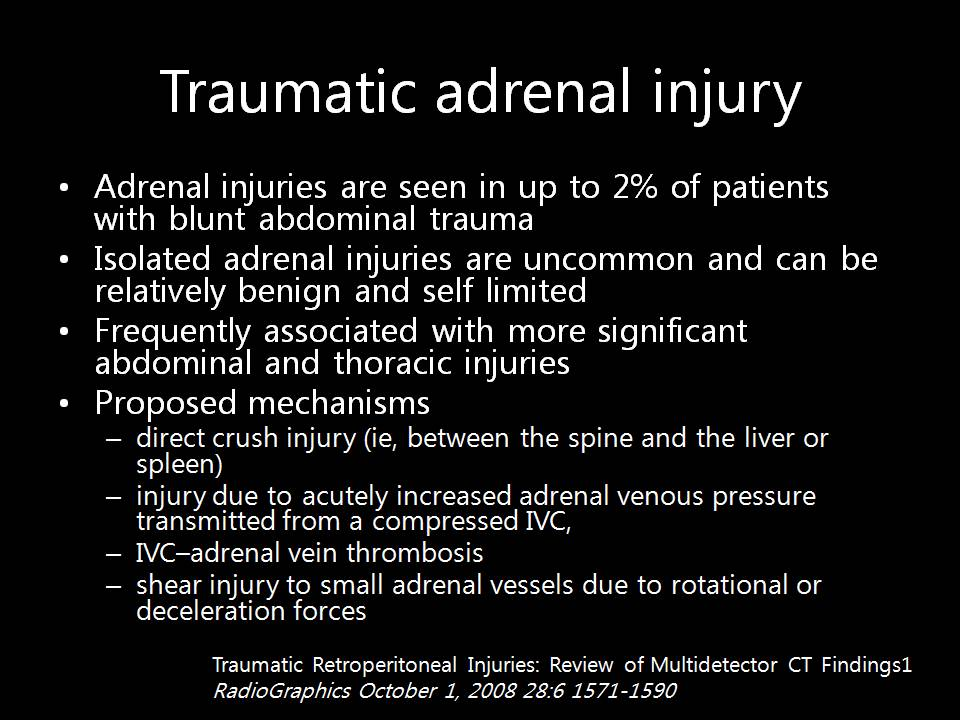 Traumatic adrenal injury
• Adrenal injuries are seen in up to 2% of patients
with blunt abdominal trauma
• Isolated adrenal injuries are uncommon and can be
relatively benign and self limited
• Frequently associated with more significant
abdominal and thoracic injuries
• Proposed mechanisms
– direct crush injury (ie, between the spine and the liver or
spleen)
– injury due to acutely increased adrenal venous pressure
transmitted from a compressed IVC,
– IVC–adrenal vein thrombosis
– shear injury to small adrenal vessels due to rotational or
deceleration forces
Traumatic Retroperitoneal Injuries: Review of Multidetector CT Findings1
RadioGraphics October 1, 2008 28:6 1571-1590